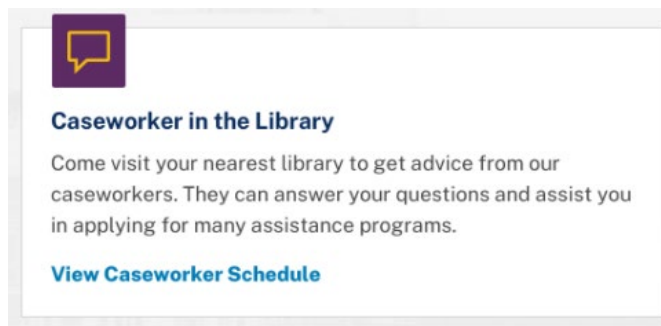 Caseworker in the Library
Come visit your nearest library to get advice from our
caseworkers. They can answer your questions and assist you
in applying for many assistance programs.
View Caseworker Schedule